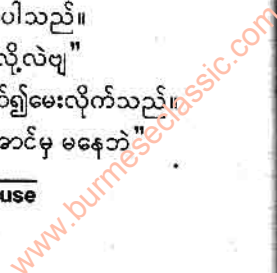 ပါသည်။
လို့လဲဗျ"
၍မေးလိုက်သည်။
အောင်မှ မနေဘဲ"
use
www.burmeseclassic.com